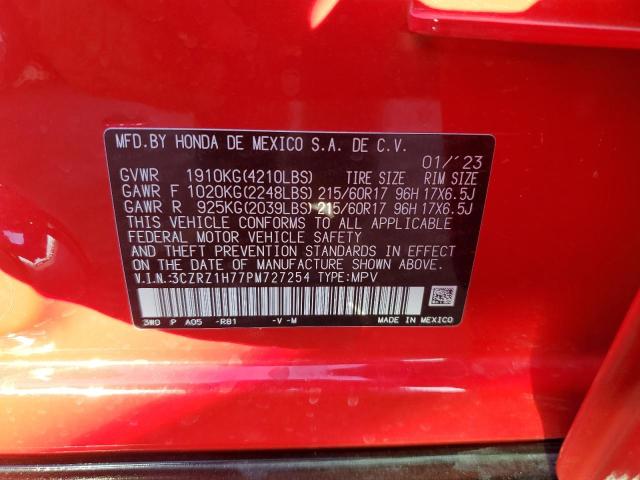 MFD.BY HONDA DE MEXICO S.A. DE C.V.
01/´23
GVWR 1910KG(4210LBS) TIRE SIZE RIM SIZE
GAWR F 1020KG(2248LBS) 215/60R17 96H 17X6.5J
GAWR R 925KG(2039LBS) 215/60R17 96H 17X6.5J
THIS VEHICLE CONFORMS TO ALL APPLICABLE
FEDERAL MOTOR VEHICLE SAFETY
AND THEFT PREVENTION STANDARDS IN EFFECT ON
THE DATE OF MANUFACTURE SHOWN ABOVE.
V.I.N.:3CZRZ1H77PM727254 TYPE:MPV
3W0 P A05 -R81 -V-M MADE IN MEXICO